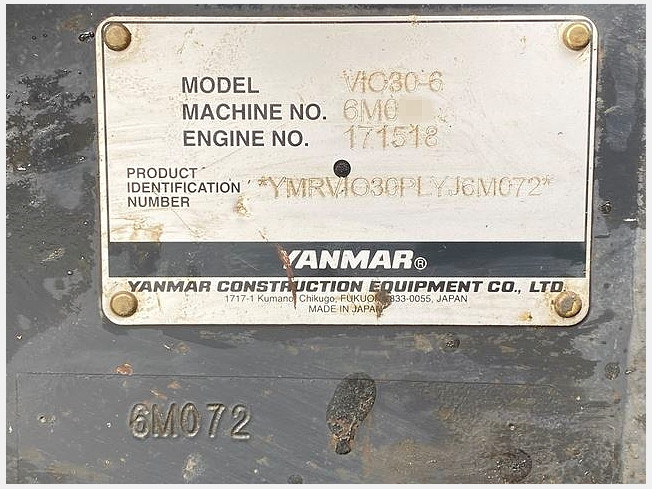 MODEL VIO30-6
MACHINE NO. 6M0
ENGINE NO. 171518
PRODUCT
IDENTIFICATION *YMRVIO30PLYJ6M072*
NUMBER
YANMAR®
YANMAR CONSTRUCTION EQUIPMENT CO., LTD.
1717-1 Kumano, Chikugo, FUKUOKA 833-0055, JAPAN
MADE IN JAPAN
6M072